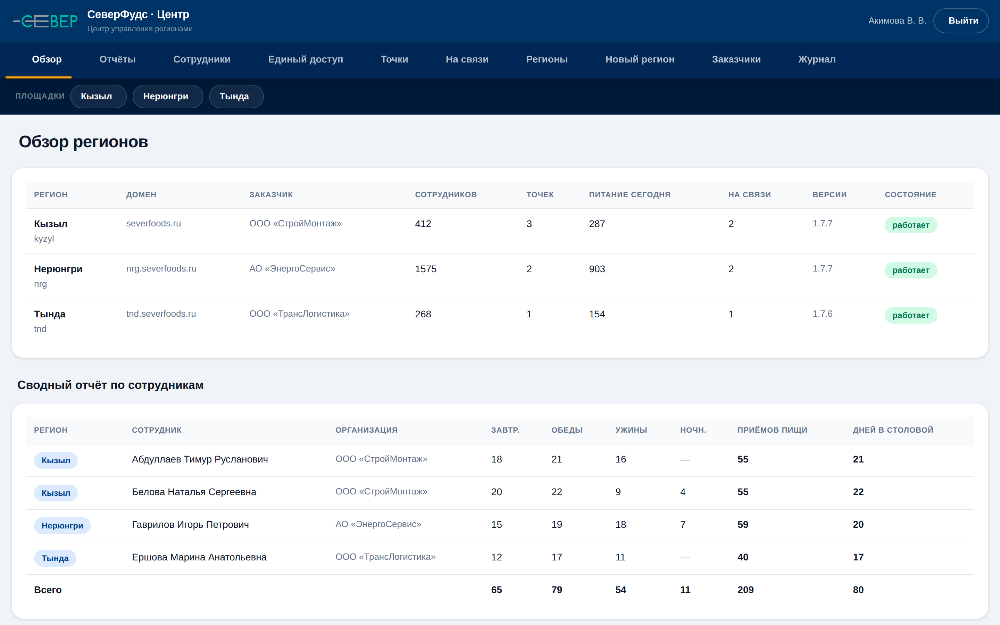 СЕВЕР
СеверФудс · Центр
Центр управления регионами
Акимова В. В.
Выйти
Обзор Отчёты Сотрудники Единый доступ Точки На связи Регионы Новый регион Заказчики Журнал
ПЛОЩАДКИ Кызыл Нерюнгри Тында
Обзор регионов
РЕГИОН ДОМЕН ЗАКАЗЧИК СОТРУДНИКОВ ТОЧЕК ПИТАНИЕ СЕГОДНЯ НА СВЯЗИ ВЕРСИИ СОСТОЯНИЕ
Кызыл severfoods.ru ООО «СтройМонтаж» 412 3 287 2 1.7.7 работает
kyzyl
Нерюнгри nrg.severfoods.ru АО «ЭнергоСервис» 1575 2 903 2 1.7.7 работает
nrg
Тында tnd.severfoods.ru ООО «ТрансЛогистика» 268 1 154 1 1.7.6 работает
tnd
Сводный отчёт по сотрудникам
РЕГИОН СОТРУДНИК ОРГАНИЗАЦИЯ ЗАВТР. ОБЕДЫ УЖИНЫ НОЧН. ПРИЁМОВ ПИЩИ ДНЕЙ В СТОЛОВОЙ
Кызыл Абдуллаев Тимур Русланович ООО «СтройМонтаж» 18 21 16 — 55 21
Кызыл Белова Наталья Сергеевна ООО «СтройМонтаж» 20 22 9 4 55 22
Нерюнгри Гаврилов Игорь Петрович АО «ЭнергоСервис» 15 19 18 7 59 20
Тында Ершова Марина Анатольевна ООО «ТрансЛогистика» 12 17 11 — 40 17
Всего 65 79 54 11 209 80